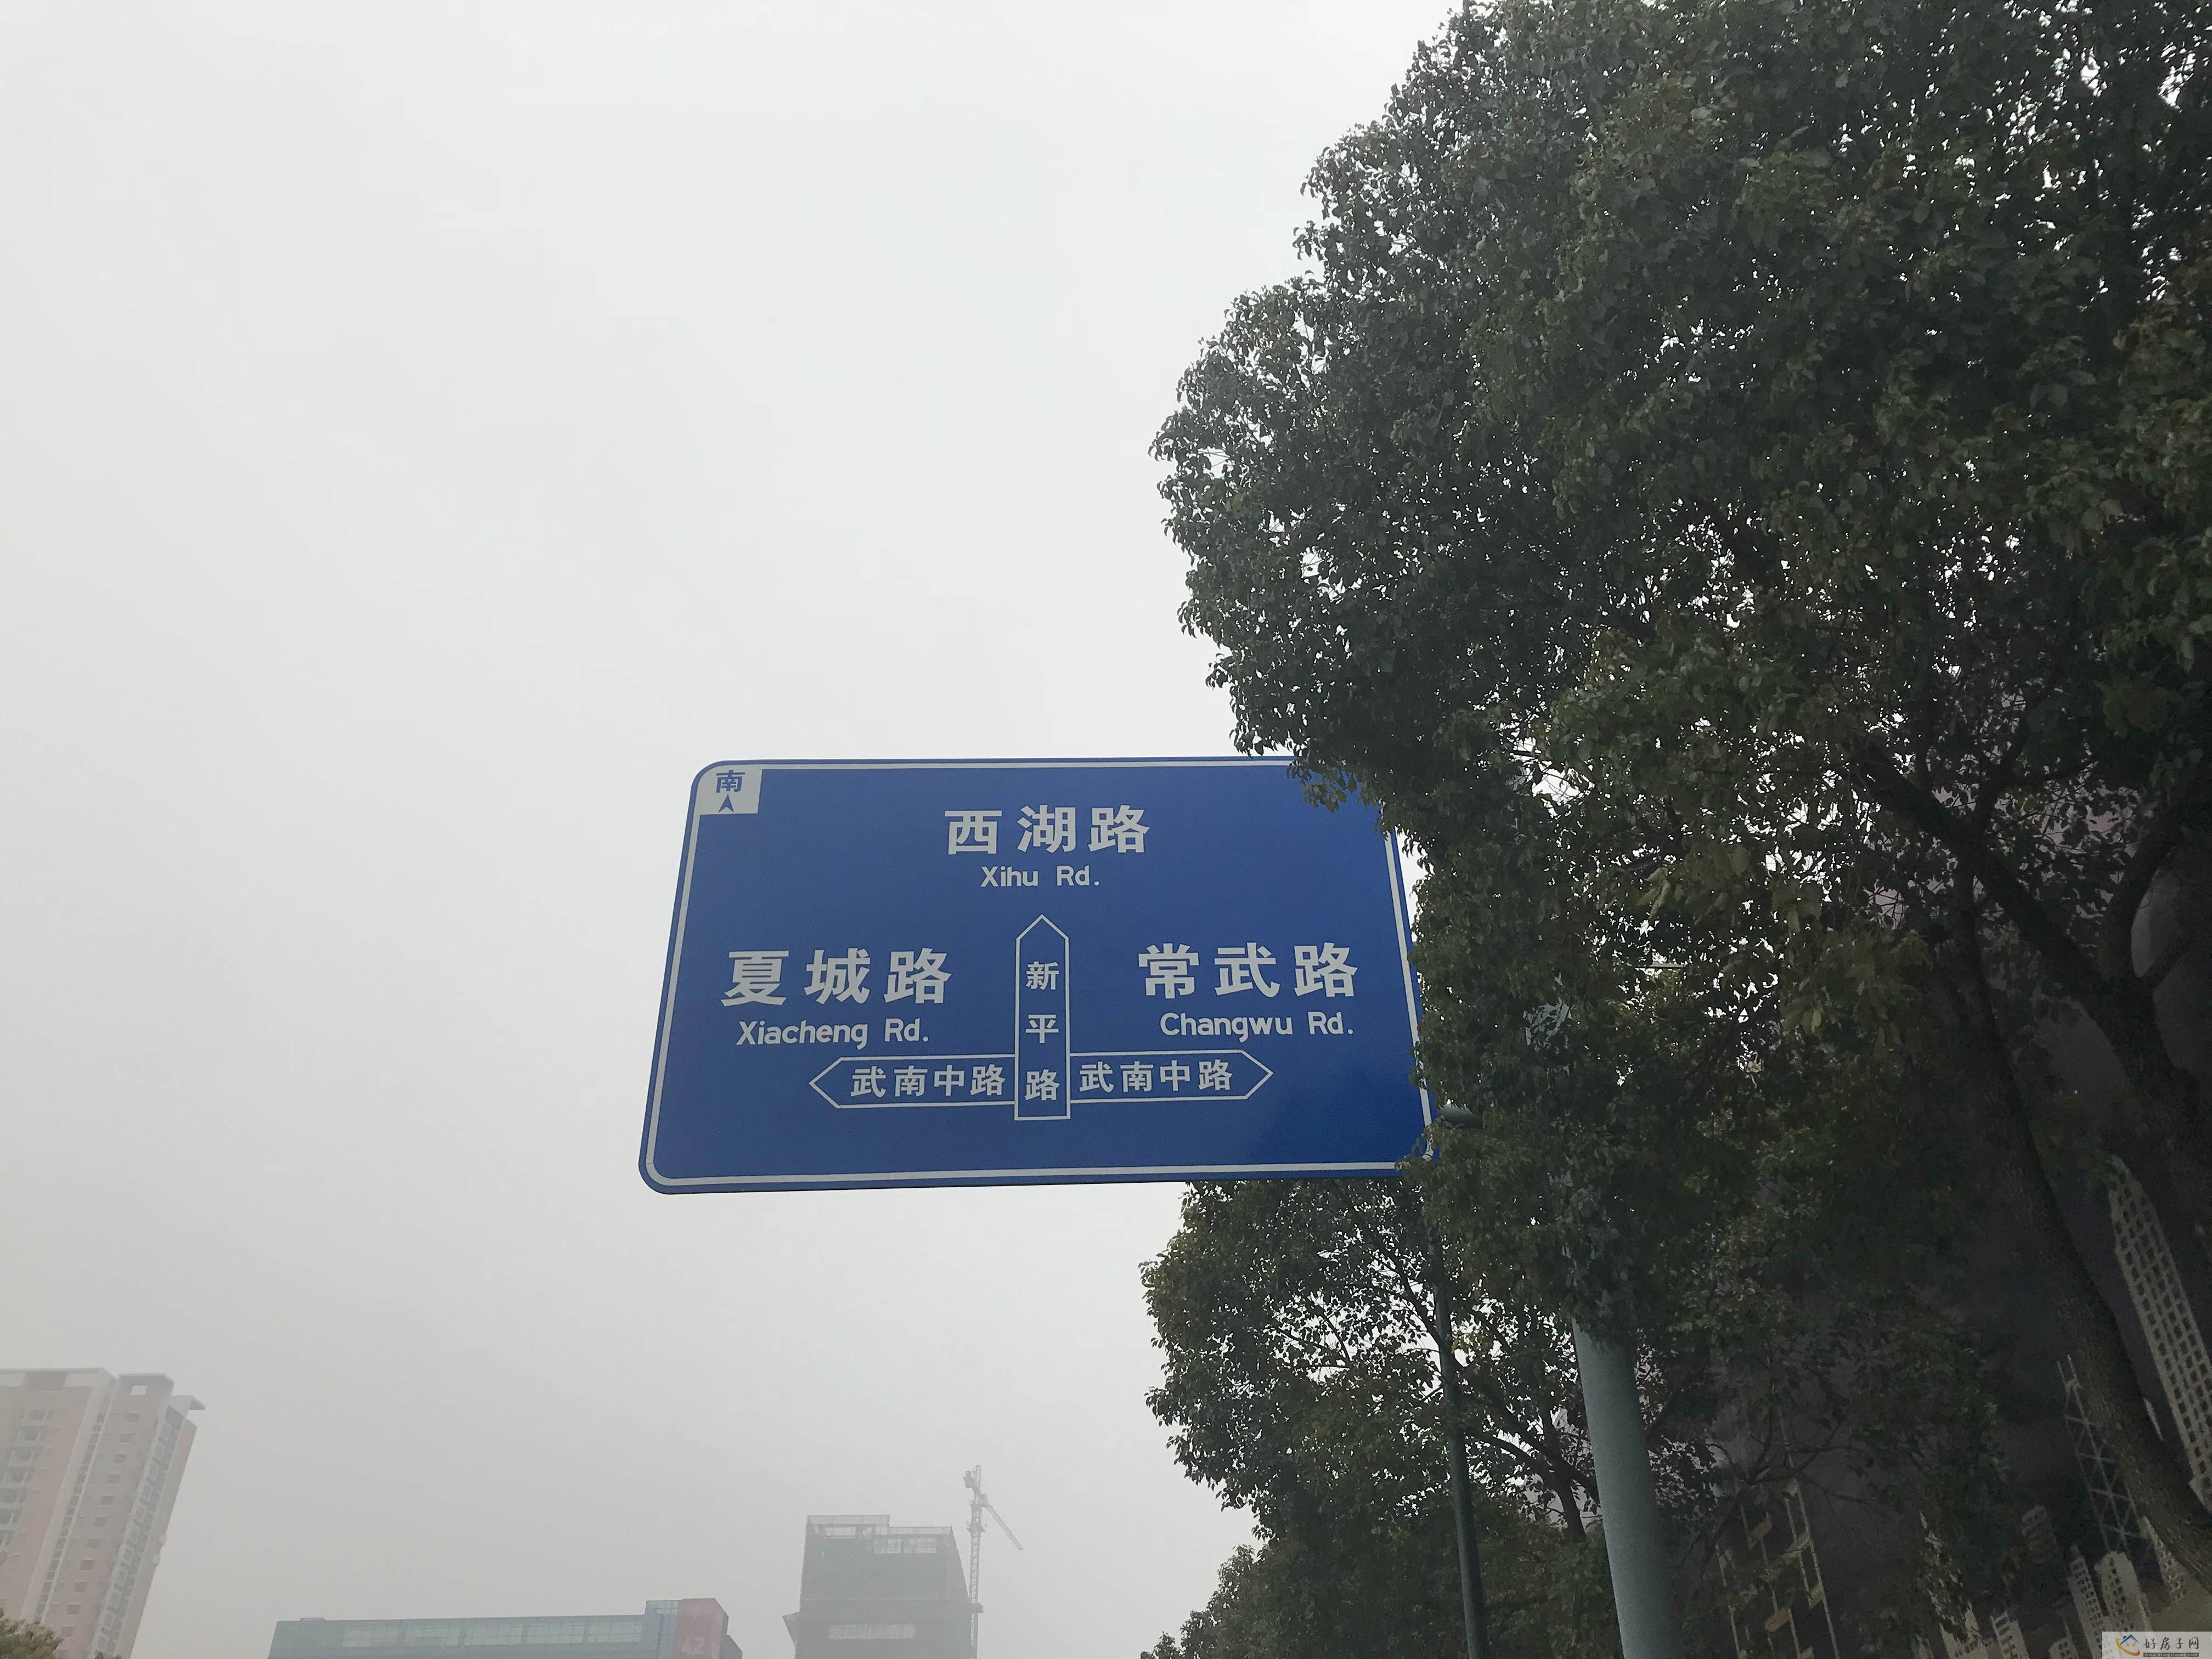 南
西湖路
Xihu Rd.
夏城路
Xiacheng Rd.
常武路
Changwu Rd.
新平路
武南中路
武南中路
42
好房子网